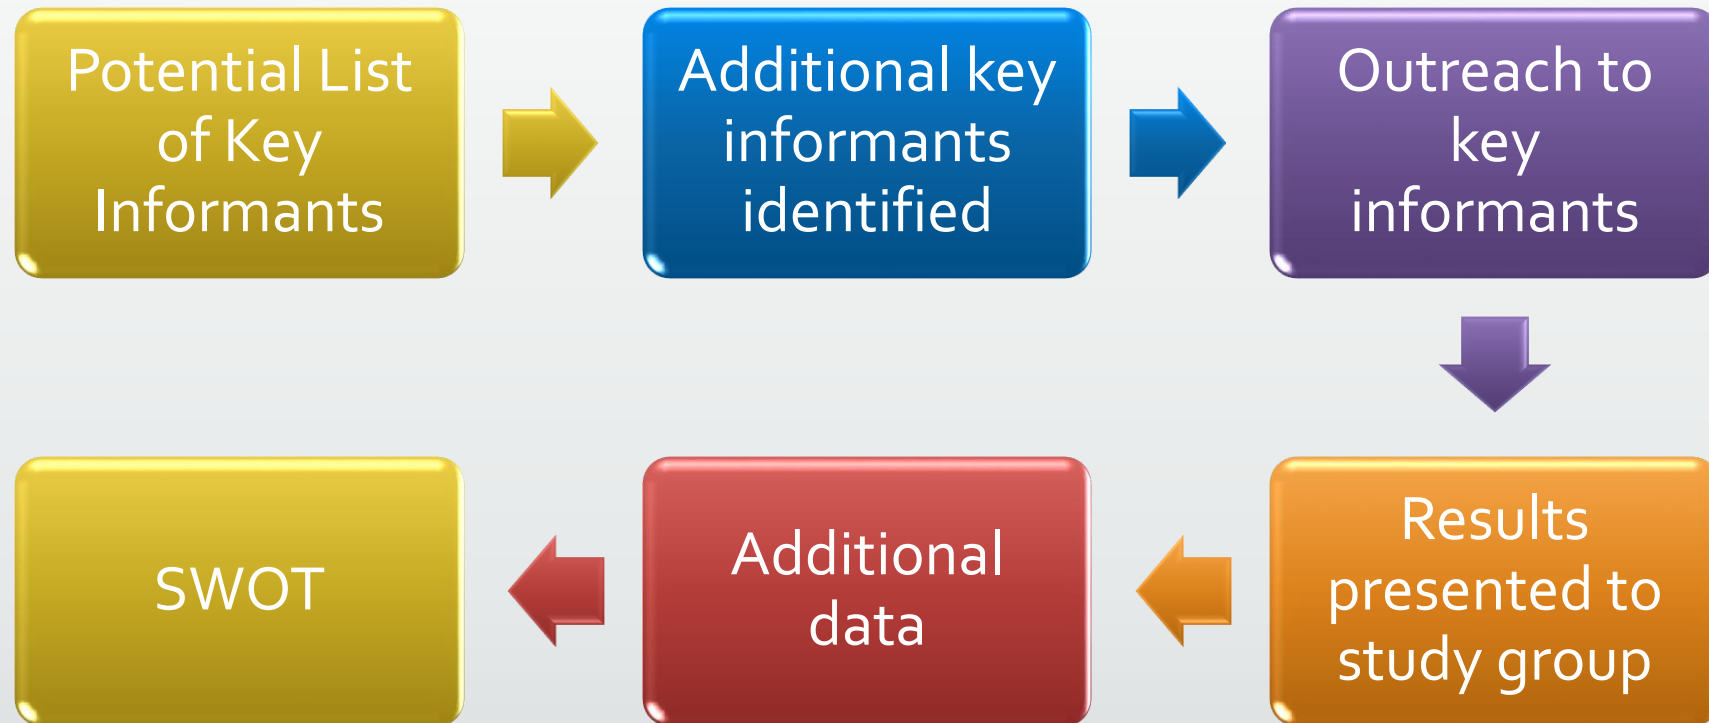 Potential List
of Key
Informants
Additional key
informants
identified
Outreach to
key
informants
Results
presented to
study group
Additional
data
SWOT